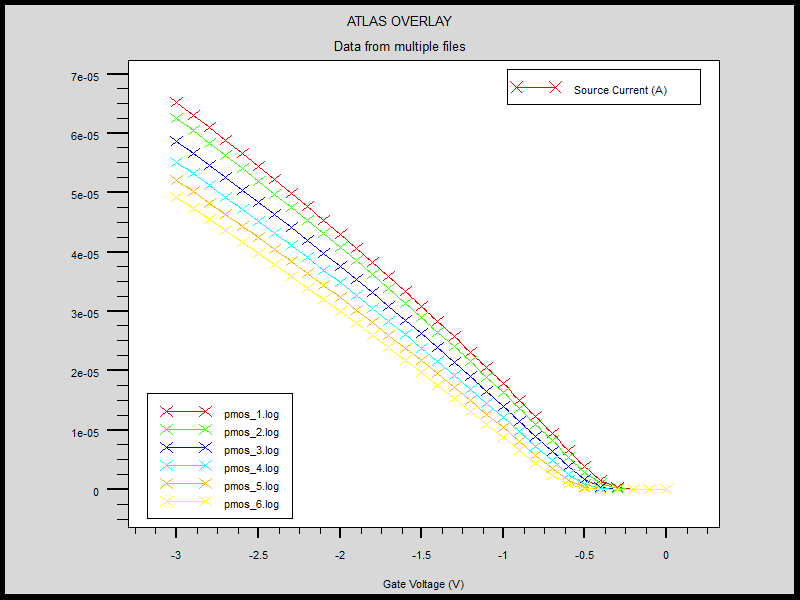 ATLAS OVERLAY
Data from multiple files
Source Current (A)
7e-05
6e-05
5e-05
4e-05
3e-05
2e-05
1e-05
0
pmos_1.log
pmos_2.log
pmos_3.log
pmos_4.log
pmos_5.log
pmos_6.log
-3 -2.5 -2 -1.5 -1 -0.5 0
Gate Voltage (V)